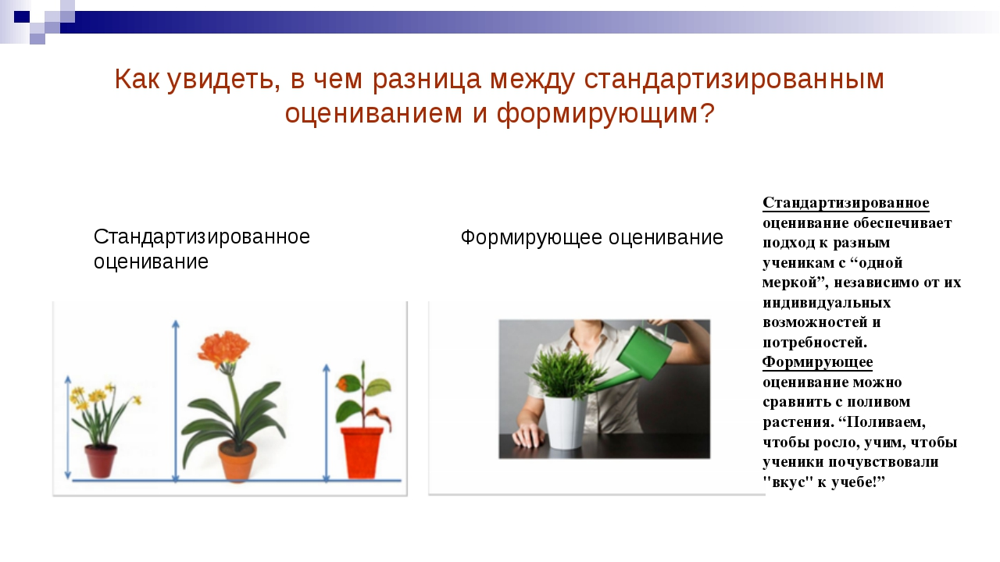 Как увидеть, в чем разница между стандартизированным
оцениванием и формирующим?
Стандартизированное
оценивание
Формирующее оценивание
Стандартизированное
оценивание обеспечивает
подход к разным
ученикам с “одной
меркой”, независимо от их
индивидуальных
возможностей и
потребностей.
Формирующее
оценивание можно
сравнить с поливом
растения. “Поливаем,
чтобы росло, учим, чтобы
ученики почувствовали
"вкус" к учебе!”